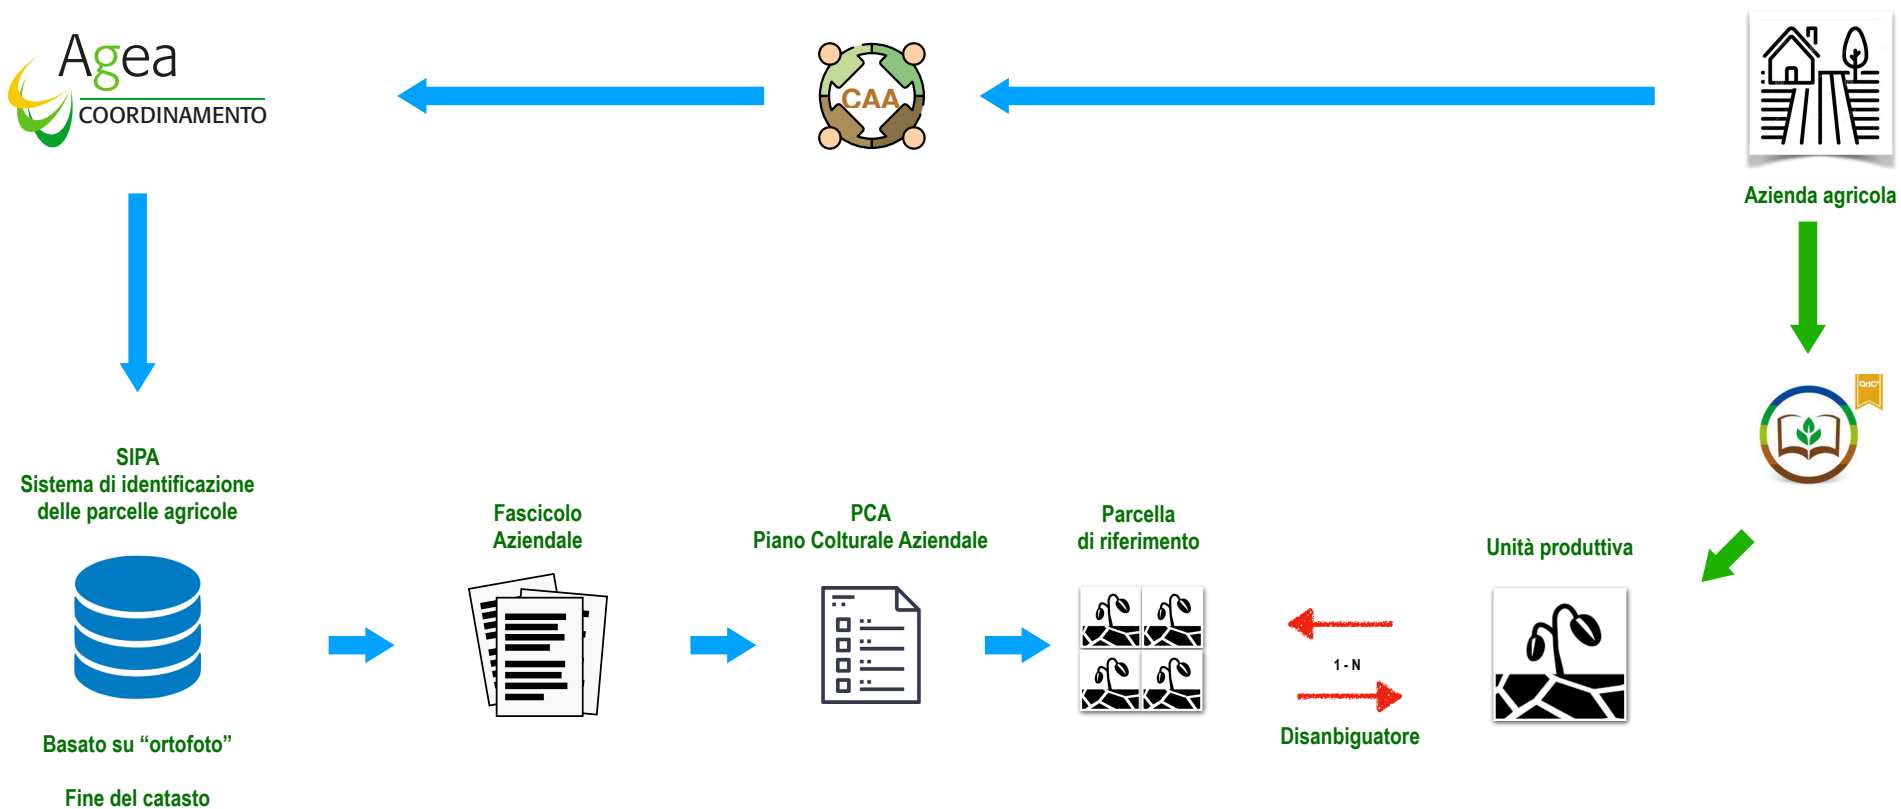 Agea
COORDINAMENTO
CAA
Azienda agricola
QdC
SIPA
Sistema di identificazione
delle parcelle agricole
Fascicolo
Aziendale
PCA
Piano Colturale Aziendale
Parcella
di riferimento
Unità produttiva
1 - N
Disanbiguatore
Basato su “ortofoto”
Fine del catasto